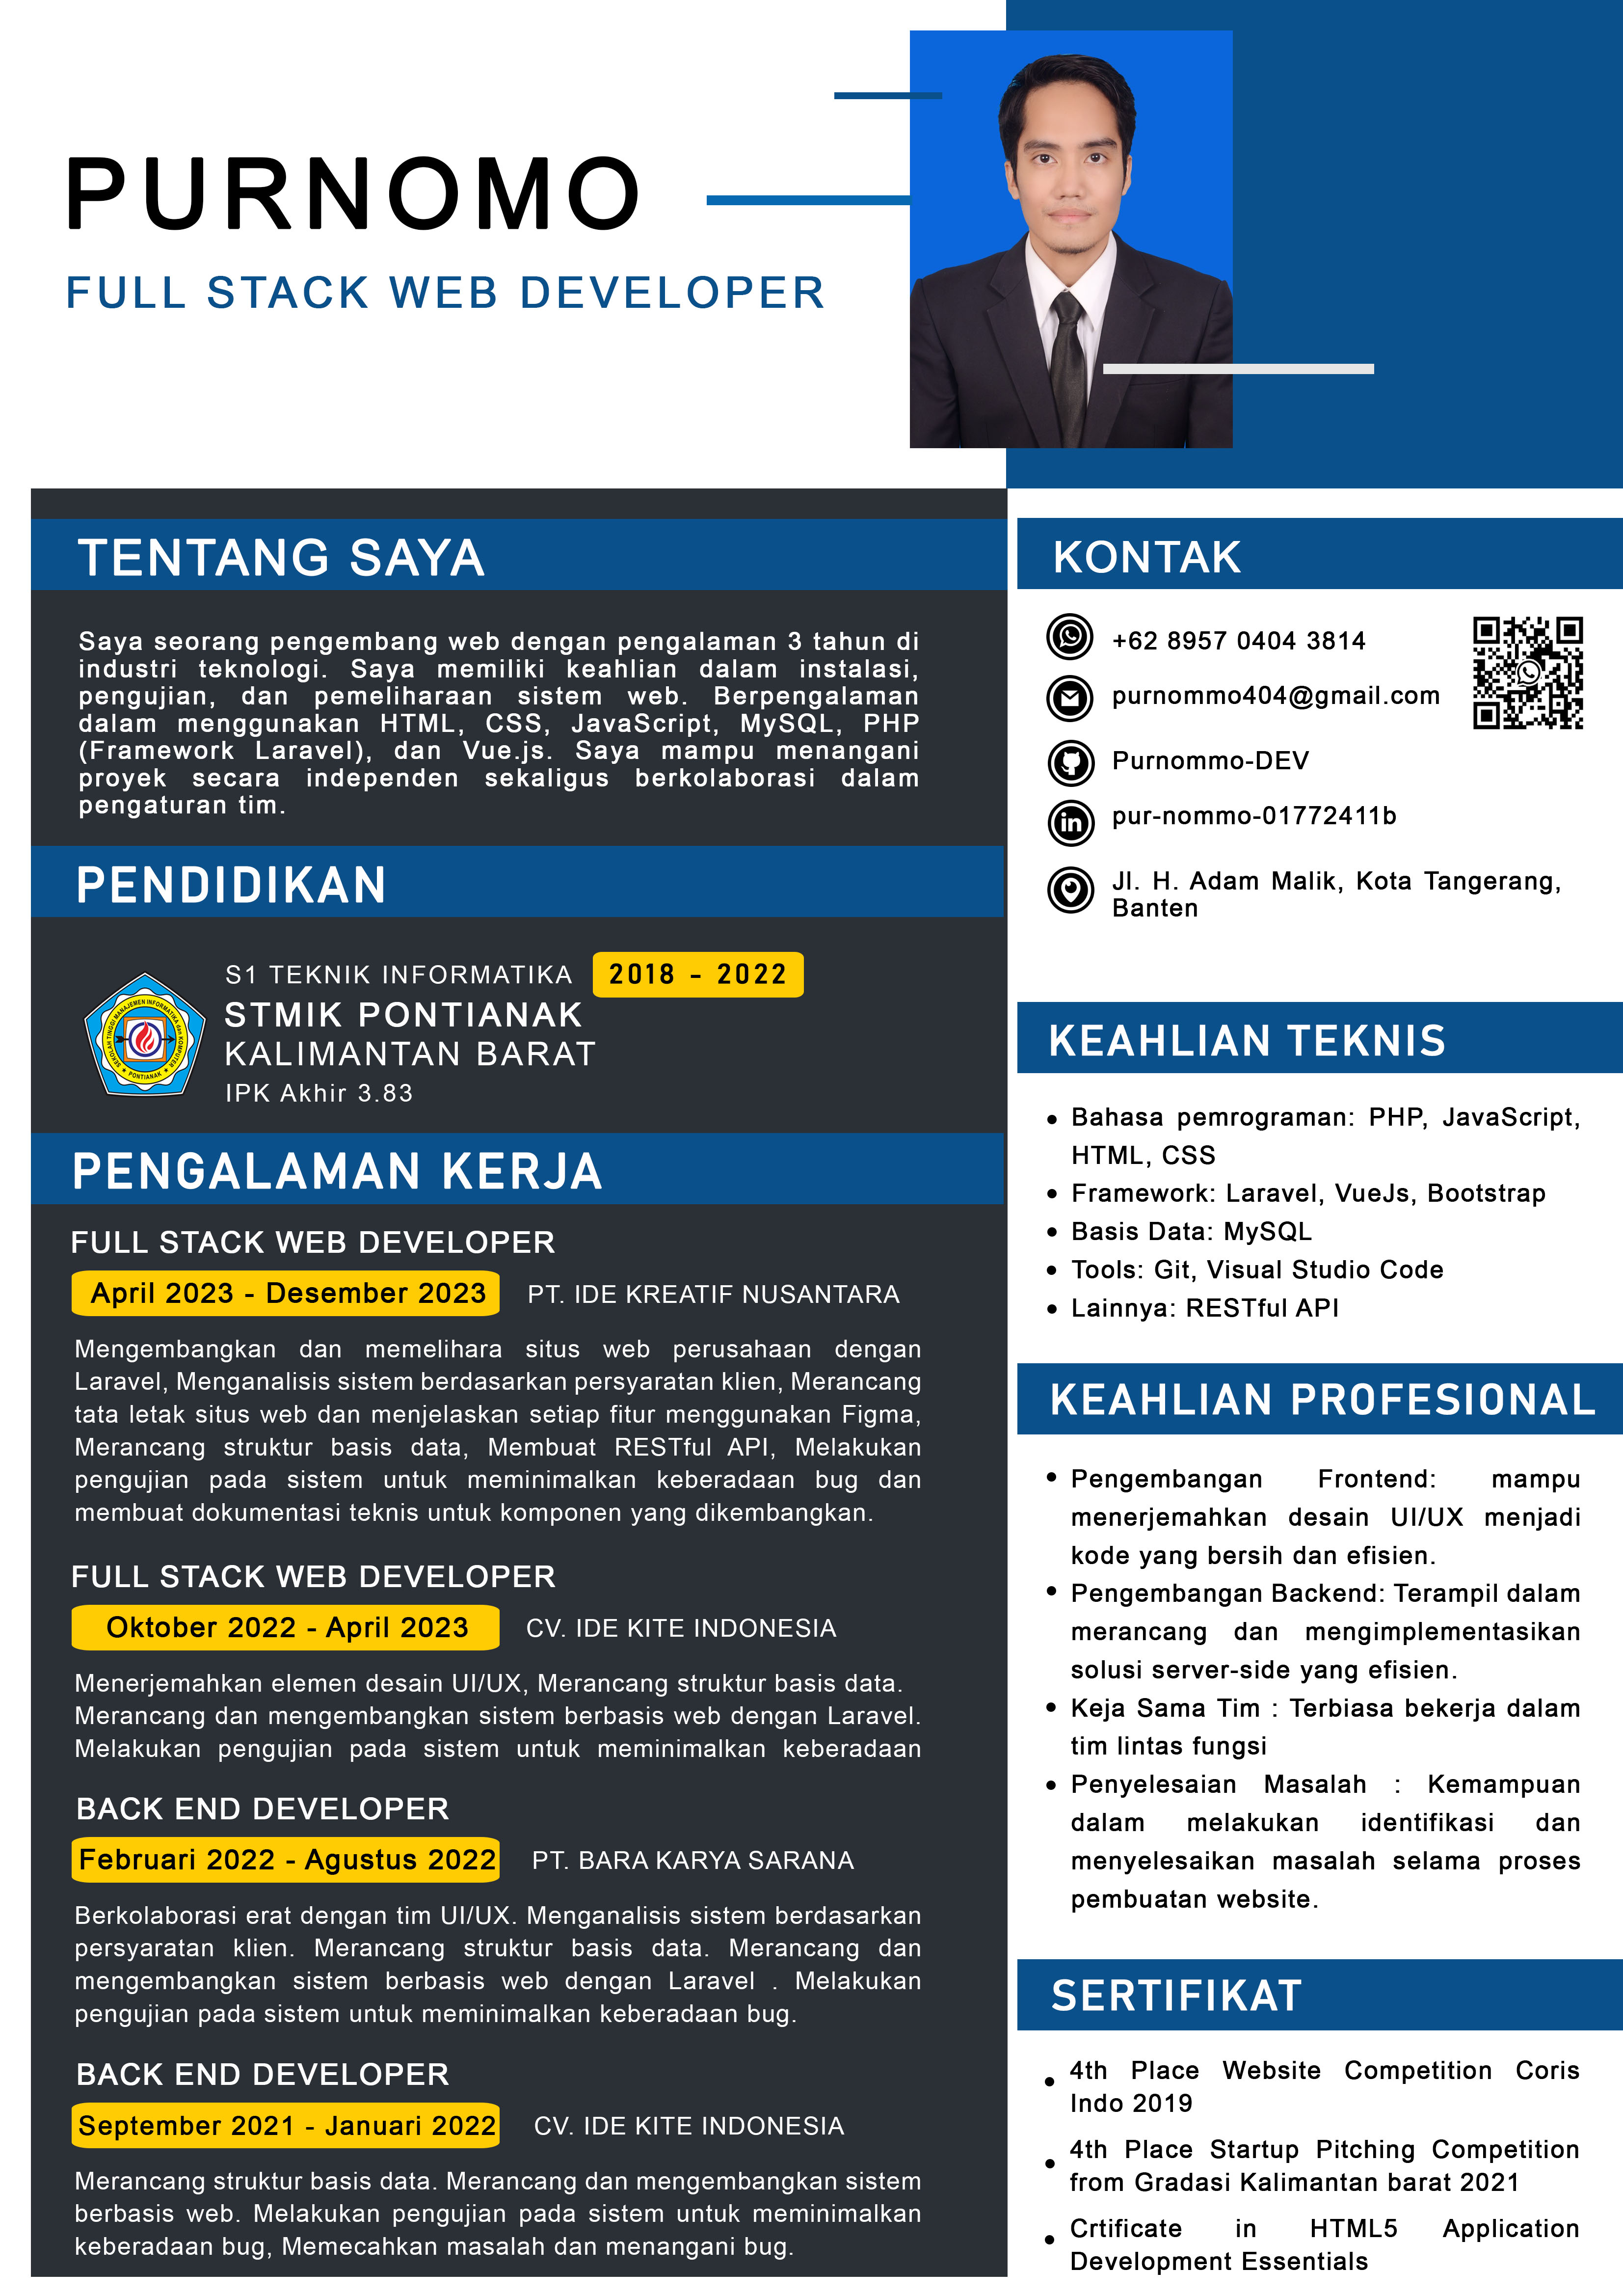 PURNOMO
FULL STACK WEB DEVELOPER
TENTANG SAYA
Saya seorang pengembang web dengan pengalaman 3 tahun di
industri teknologi. Saya memiliki keahlian dalam instalasi,
pengujian, dan pemeliharaan sistem web. Berpengalaman
dalam menggunakan HTML, CSS, JavaScript, MySQL, PHP
(Framework Laravel), dan Vue.js. Saya mampu menangani
proyek secara independen sekaligus berkolaborasi dalam
pengaturan tim.
PENDIDIKAN
SEKOLAH TINGGI MANAJEMEN INFORMATIKA dan KOMPUTER
PONTIANAK
S1 TEKNIK INFORMATIKA 2018 - 2022
STMIK PONTIANAK
KALIMANTAN BARAT
IPK Akhir 3.83
PENGALAMAN KERJA
FULL STACK WEB DEVELOPER
April 2023 - Desember 2023 PT. IDE KREATIF NUSANTARA
Mengembangkan dan memelihara situs web perusahaan dengan
Laravel, Menganalisis sistem berdasarkan persyaratan klien, Merancang
tata letak situs web dan menjelaskan setiap fitur menggunakan Figma,
Merancang struktur basis data, Membuat RESTful API, Melakukan
pengujian pada sistem untuk meminimalkan keberadaan bug dan
membuat dokumentasi teknis untuk komponen yang dikembangkan.
FULL STACK WEB DEVELOPER
Oktober 2022 - April 2023 CV. IDE KITE INDONESIA
Menerjemahkan elemen desain UI/UX, Merancang struktur basis data.
Merancang dan mengembangkan sistem berbasis web dengan Laravel.
Melakukan pengujian pada sistem untuk meminimalkan keberadaan
BACK END DEVELOPER
Februari 2022 - Agustus 2022 PT. BARA KARYA SARANA
Berkolaborasi erat dengan tim UI/UX. Menganalisis sistem berdasarkan
persyaratan klien. Merancang struktur basis data. Merancang dan
mengembangkan sistem berbasis web dengan Laravel . Melakukan
pengujian pada sistem untuk meminimalkan keberadaan bug.
BACK END DEVELOPER
September 2021 - Januari 2022 CV. IDE KITE INDONESIA
Merancang struktur basis data. Merancang dan mengembangkan sistem
berbasis web. Melakukan pengujian pada sistem untuk meminimalkan
keberadaan bug, Memecahkan masalah dan menangani bug.
KONTAK
+62 8957 0404 3814
purnommo404@gmail.com
Purnommo-DEV
in
pur-nommo-01772411b
Jl. H. Adam Malik, Kota Tangerang,
Banten
KEAHLIAN TEKNIS
• Bahasa pemrograman: PHP, JavaScript,
HTML, CSS
• Framework: Laravel, VueJs, Bootstrap
• Basis Data: MySQL
• Tools: Git, Visual Studio Code
• Lainnya: RESTful API
KEAHLIAN PROFESIONAL
• Pengembangan Frontend: mampu
menerjemahkan desain UI/UX menjadi
kode yang bersih dan efisien.
• Pengembangan Backend: Terampil dalam
merancang dan mengimplementasikan
solusi server-side yang efisien.
• Keja Sama Tim : Terbiasa bekerja dalam
tim lintas fungsi
• Penyelesaian Masalah : Kemampuan
dalam melakukan identifikasi dan
menyelesaikan masalah selama proses
pembuatan website.
SERTIFIKAT
• 4th Place Website Competition Coris
Indo 2019
• 4th Place Startup Pitching Competition
from Gradasi Kalimantan barat 2021
• Crtificate in HTML5 Application
Development Essentials